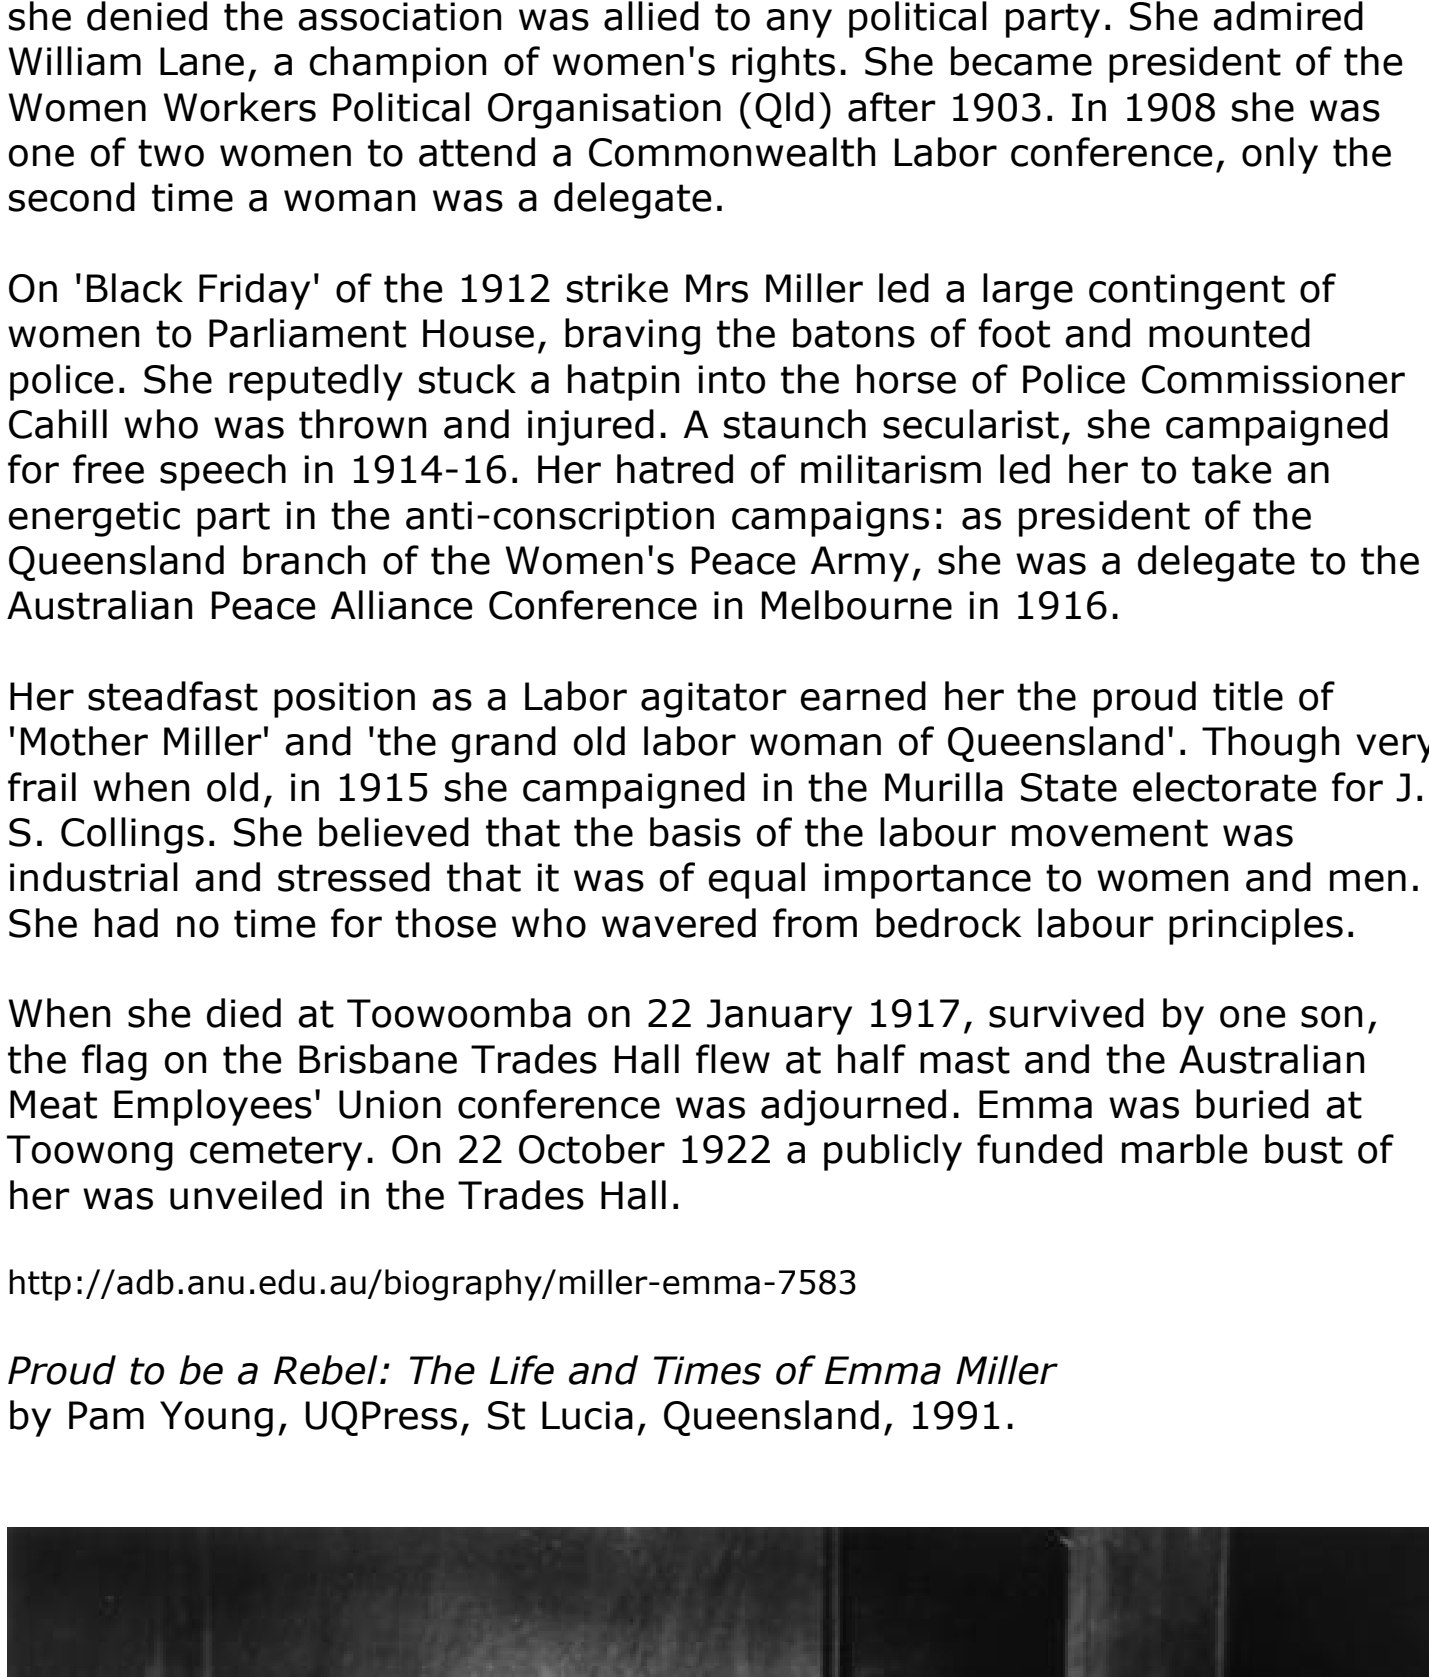 she denied the association was allied to any political party. She admired
William Lane, a champion of women's rights. She became president of the
Women Workers Political Organisation (Qld) after 1903. In 1908 she was
one of two women to attend a Commonwealth Labor conference, only the
second time a woman was a delegate.
On 'Black Friday' of the 1912 strike Mrs Miller led a large contingent of
women to Parliament House, braving the batons of foot and mounted
police. She reputedly stuck a hatpin into the horse of Police Commissioner
Cahill who was thrown and injured. A staunch secularist, she campaigned
for free speech in 1914-16. Her hatred of militarism led her to take an
energetic part in the anti-conscription campaigns: as president of the
Queensland branch of the Women's Peace Army, she was a delegate to the
Australian Peace Alliance Conference in Melbourne in 1916.
Her steadfast position as a Labor agitator earned her the proud title of
'Mother Miller' and 'the grand old labor woman of Queensland'. Though very
frail when old, in 1915 she campaigned in the Murilla State electorate for J.
S. Collings. She believed that the basis of the labour movement was
industrial and stressed that it was of equal importance to women and men.
She had no time for those who wavered from bedrock labour principles.
When she died at Toowoomba on 22 January 1917, survived by one son,
the flag on the Brisbane Trades Hall flew at half mast and the Australian
Meat Employees' Union conference was adjourned. Emma was buried at
Toowong cemetery. On 22 October 1922 a publicly funded marble bust of
her was unveiled in the Trades Hall.
http://adb.anu.edu.au/biography/miller-emma-7583
Proud to be a Rebel: The Life and Times of Emma Miller
by Pam Young, UQPress, St Lucia, Queensland, 1991.